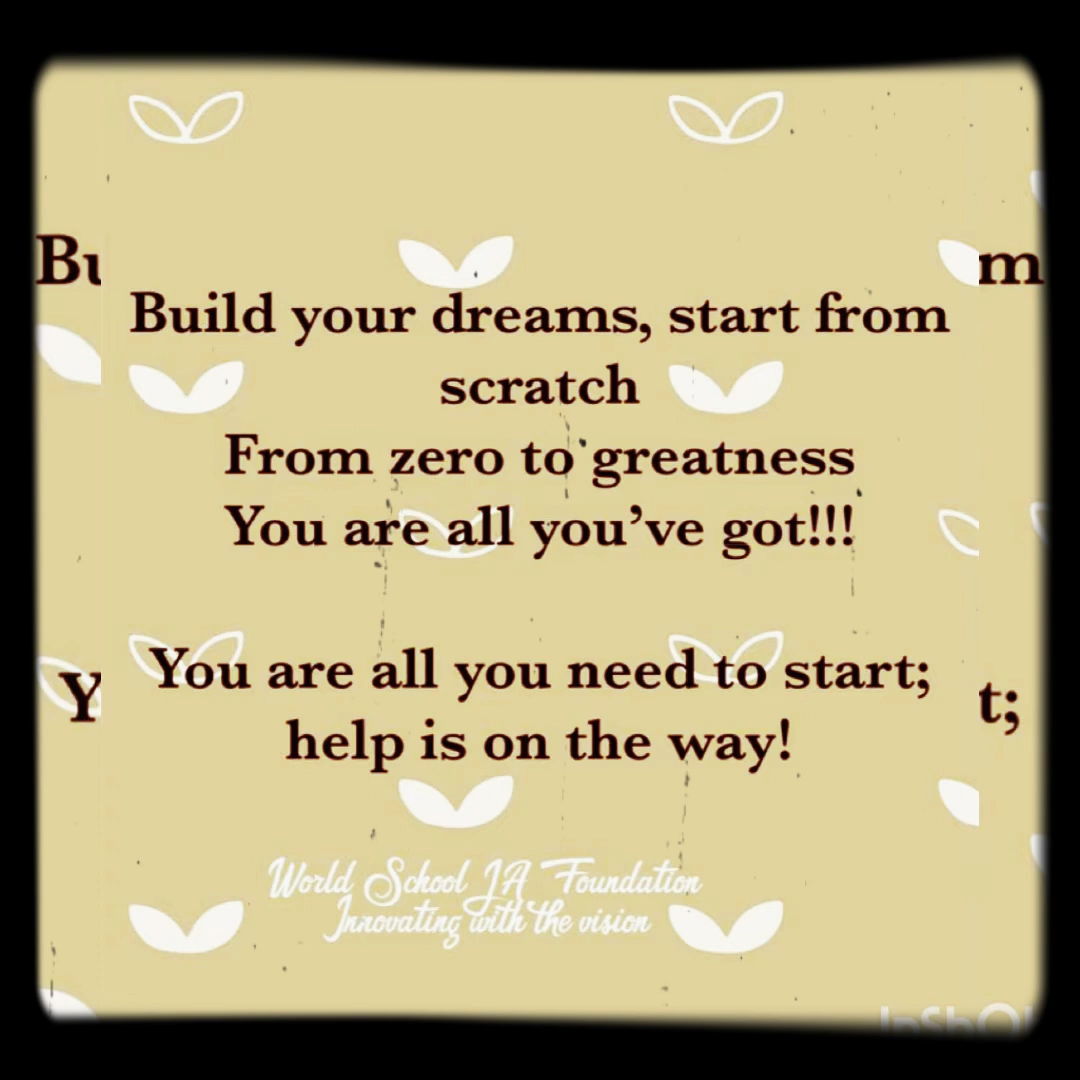 Build your dreams, start from
scratch
From zero to greatness
You are all you’ve got!!!
You are all you need to start;
help is on the way!
World School JA Foundation
Innovating with the vision